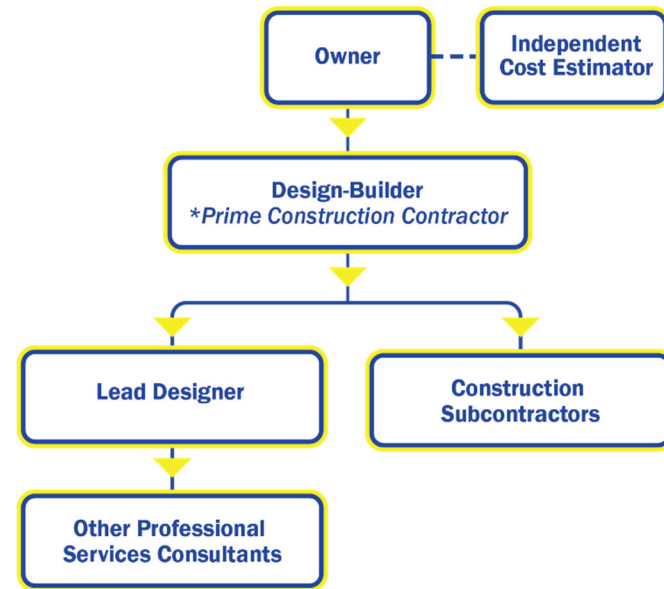 Owner
Independent
Cost Estimator
Design-Builder
*Prime Construction Contractor
Lead Designer
Construction
Subcontractors
Other Professional
Services Consultants